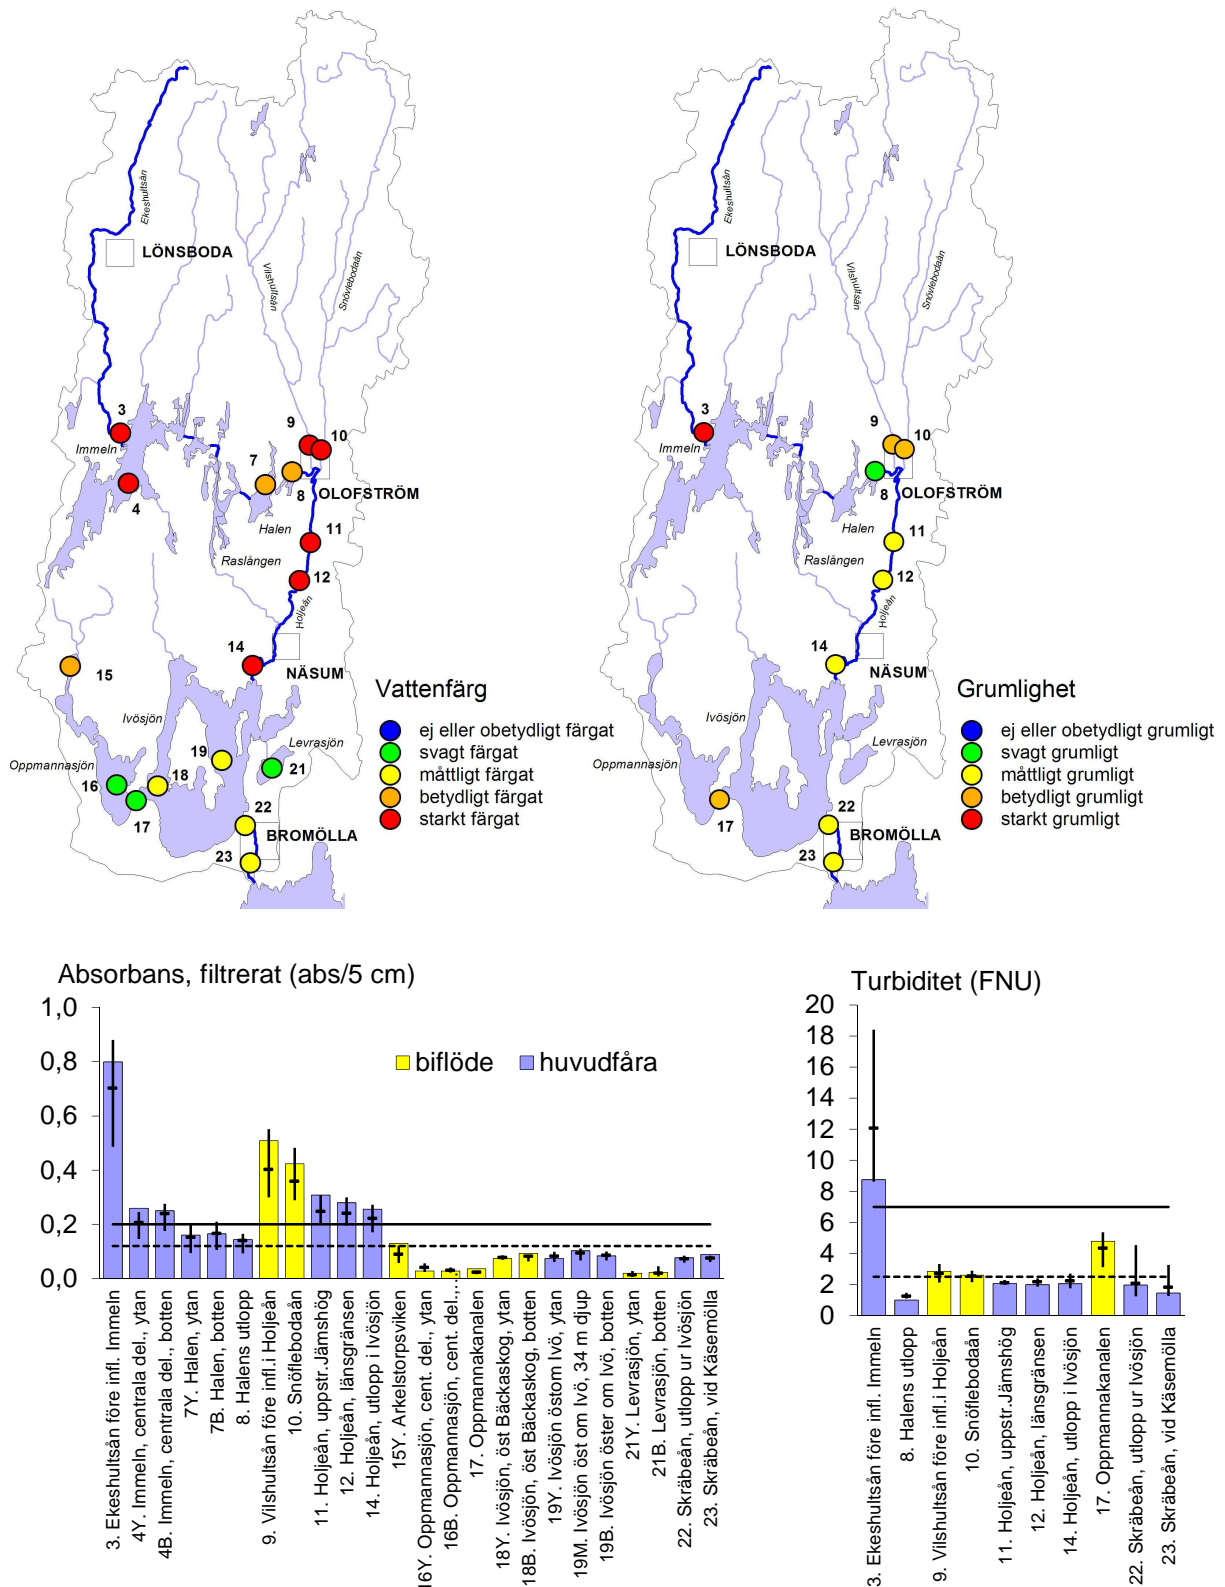 Ekeshultsån
LÖNSBODA
Vilshultsån
Snövlebodaån
3
Immeln
4
9
10
7
8
OLOFSTRÖM
Halen
11
Raslången
12
Holjeån
14
NÄSUM
15
Ivösjön
19
Levrasjön
Oppmannasjön
16
18
21
17
22
BROMÖLLA
23
Vattenfärg
ej eller obetydligt färgat
svagt färgat
måttligt färgat
betydligt färgat
starkt färgat
Ekeshultsån
LÖNSBODA
Vilshultsån
Snövlebodaån
3
Immeln
9
10
8
OLOFSTRÖM
Halen
11
Raslången
12
Holjeån
14
NÄSUM
Ivösjön
Levrasjön
Oppmannasjön
17
22
BROMÖLLA
23
Grumlighet
ej eller obetydligt grumligt
svagt grumligt
måttligt grumligt
betydligt grumligt
starkt grumligt
Absorbans, filtrerat (abs/5 cm)
1,0
0,8
0,6
0,4
0,2
0,0
biflöde
huvudfåra
3. Ekeshultsån före infl. Immeln
4Y. Immeln, centrala del., ytan
4B. Immeln, centrala del., botten
7Y. Halen, ytan
7B. Halen, botten
8. Halens utlopp
9. Vilshultsån före infl.i Holjeån
10. Snöflebodaån
11. Holjeån, uppstr.Jämshög
12. Holjeån, länsgränsen
14. Holjeån, utlopp i Ivösjön
15Y. Arkelstorpsviken
16Y. Oppmannasjön, cent. del., ytan
16B. Oppmannasjön, cent. del.,…
17. Oppmannakanalen
18Y. Ivösjön, öst Bäckaskog, ytan
18B. Ivösjön, öst Bäckaskog, botten
19Y. Ivösjön östom Ivö, ytan
19M. Ivösjön öst om Ivö, 34 m djup
19B. Ivösjön öster om Ivö, botten
21Y. Levrasjön, ytan
21B. Levrasjön, botten
22. Skräbeån, utlopp ur Ivösjön
23. Skräbeån, vid Käsemölla
Turbiditet (FNU)
20
18
16
14
12
10
8
6
4
2
0
3. Ekeshultsån före infl. Immeln
8. Halens utlopp
9. Vilshultsån före infl.i Holjeån
10. Snöflebodaån
11. Holjeån, uppstr.Jämshög
12. Holjeån, länsgränsen
14. Holjeån, utlopp i Ivösjön
17. Oppmannakanalen
22. Skräbeån, utlopp ur Ivösjön
23. Skräbeån, vid Käsemölla